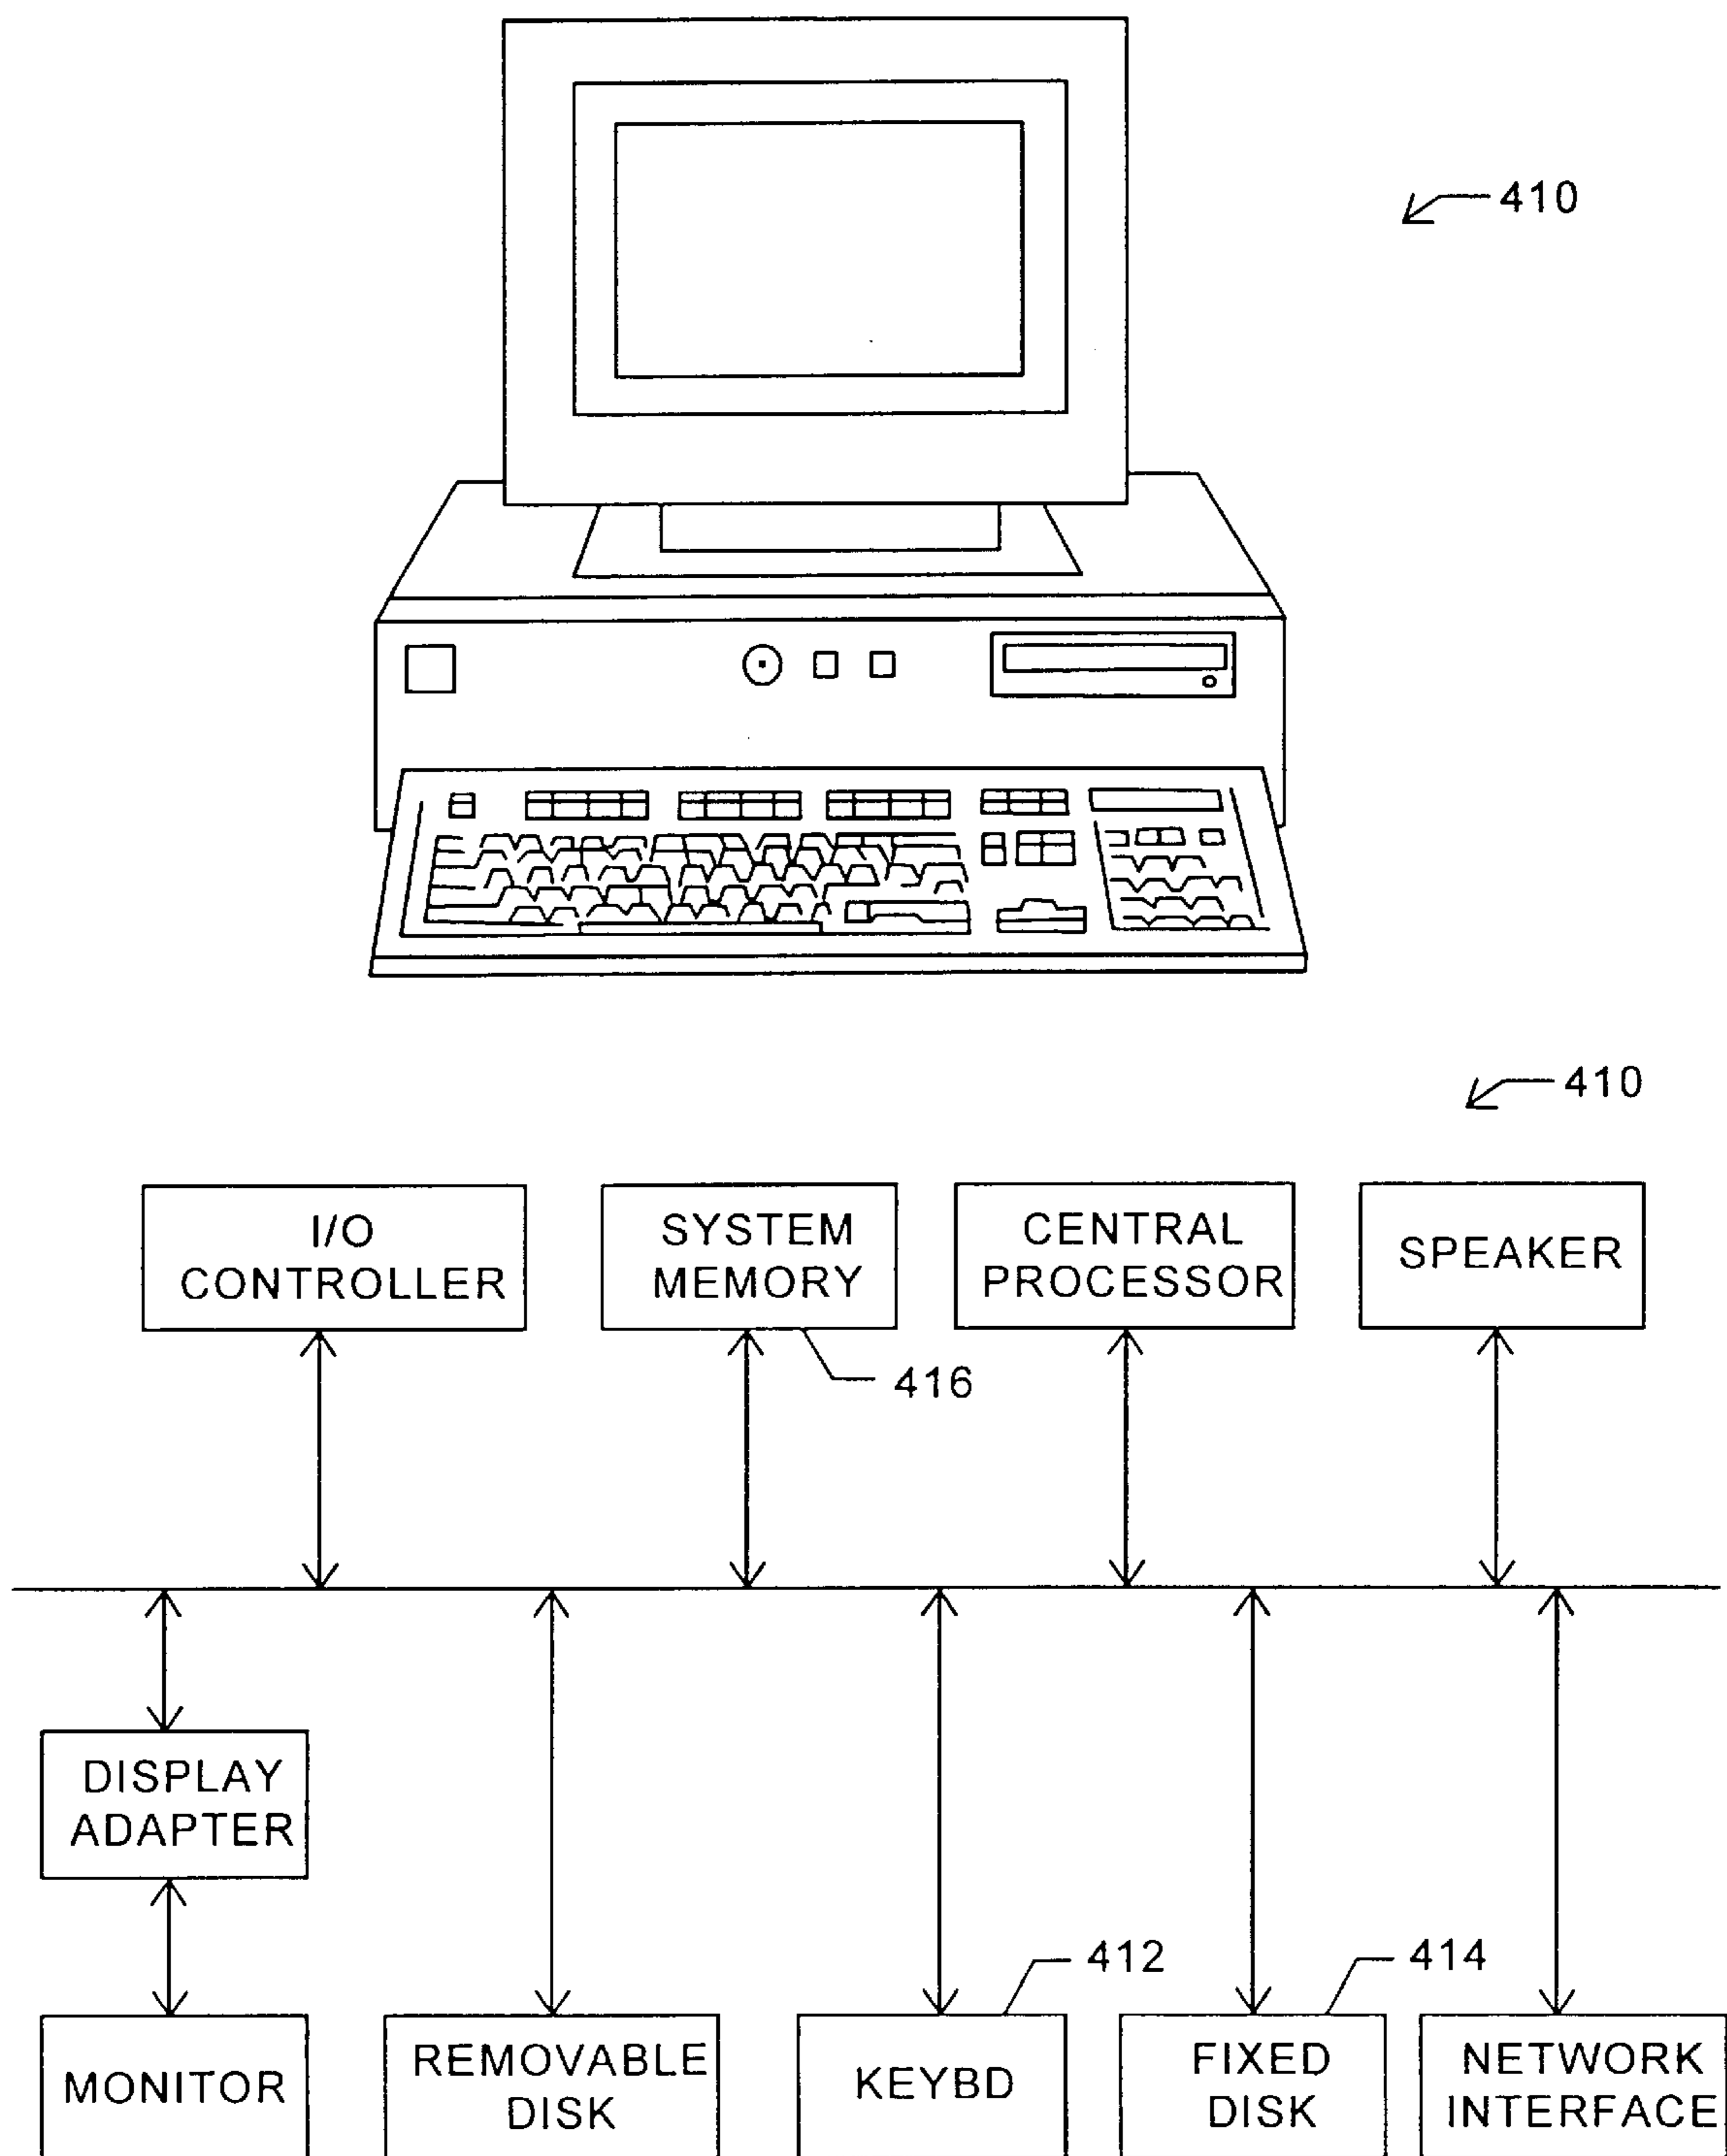 410
410
I/O
CONTROLLER
SYSTEM
MEMORY
CENTRAL
PROCESSOR
SPEAKER
416
DISPLAY
ADAPTER
412
414
MONITOR
REMOVABLE
DISK
KEYBD
FIXED
DISK
NETWORK
INTERFACE